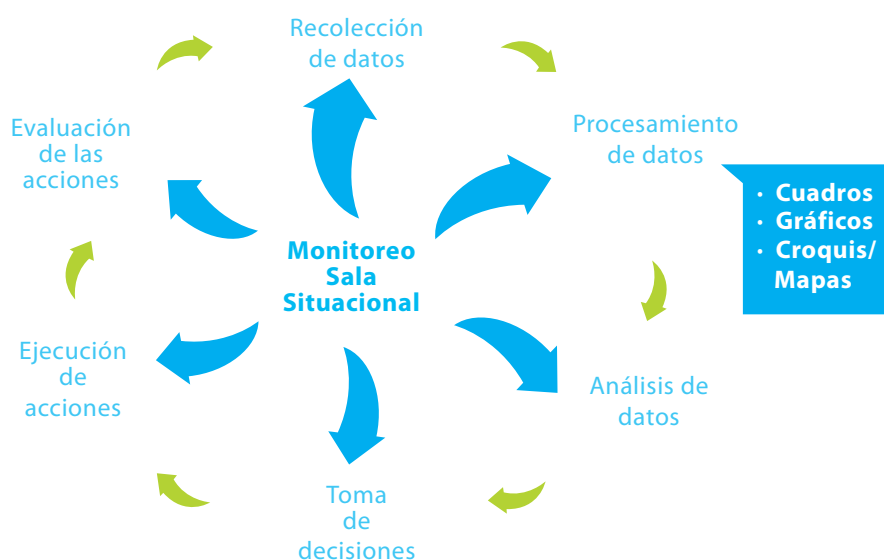 Recolección
de datos
Procesamiento
de datos
· Cuadros
· Gráficos
· Croquis/
Mapas
Análisis de
datos
Toma
de
decisiones
Ejecución
de
acciones
Evaluación
de las
acciones
Monitoreo
Sala
Situacional